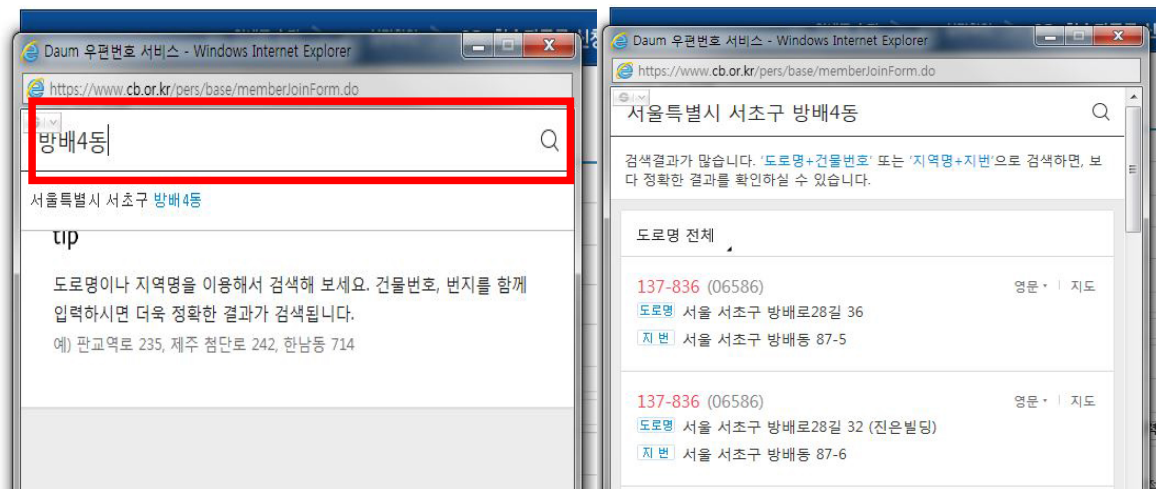 Daum 우편번호 서비스 - Windows Internet Explorer
https://www.cb.or.kr/pers/base/memberJoinForm.do
방배4동
서울특별시 서초구 방배4동
tip
도로명이나 지역명을 이용해서 검색해 보세요. 건물번호, 번지를 함께
입력하시면 더욱 정확한 결과가 검색됩니다.
예) 판교역로 235, 제주 첨단로 242, 한남동 714
Daum 우편번호 서비스 - Windows Internet Explorer
https://www.cb.or.kr/pers/base/memberJoinForm.do
서울특별시 서초구 방배4동
검색결과가 많습니다. '도로명+건물번호' 또는 '지역명+지번'으로 검색하면, 보
다 정확한 결과를 확인하실 수 있습니다.
도로명 전체
137-836 (06586) 영문 지도
도로명 서울 서초구 방배로28길 36
지번 서울 서초구 방배동 87-5
137-836 (06586) 영문 지도
도로명 서울 서초구 방배로28길 32 (진은빌딩)
지번 서울 서초구 방배동 87-6